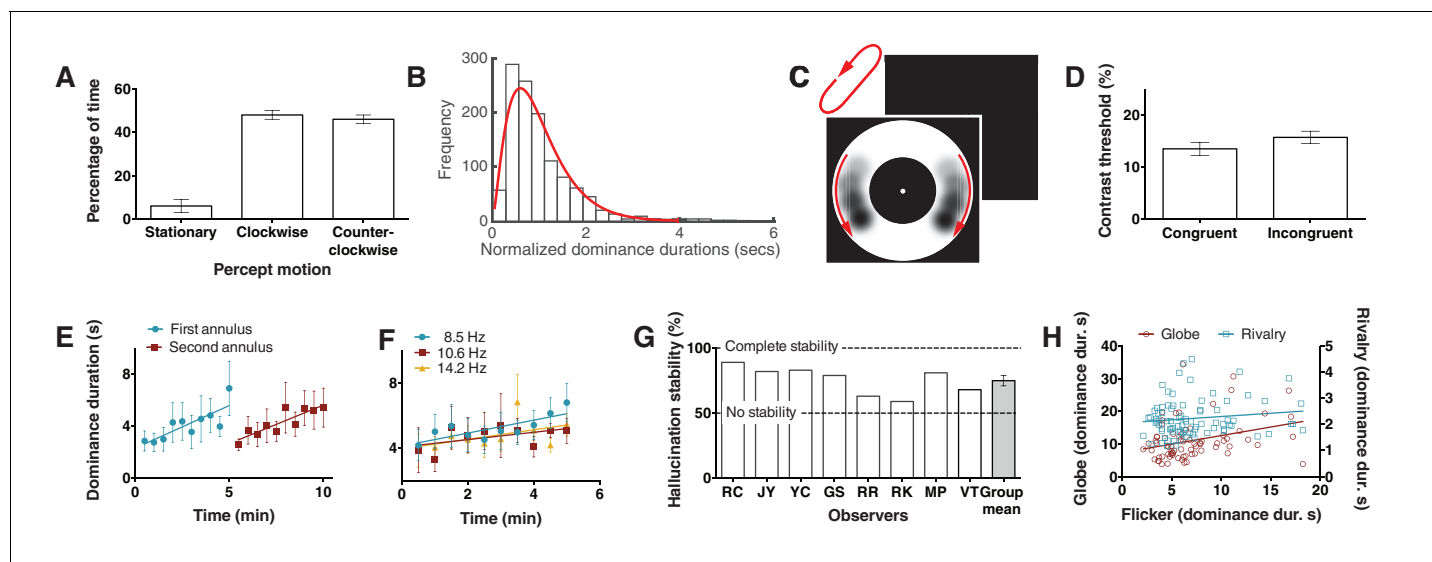 A
Percentage of time
60
40
20
0
Stationary
Clockwise
Counter-
clockwise
Percept motion
B
Frequency
300
200
100
0
0
2
4
6
Normalized dominance durations (secs)
C
D
Contrast threshold (%)
20
10
0
Congruent
Incongruent
E
First annulus
Second annulus
Dominance duration (s)
8
4
0
0
5
10
Time (min)
F
8.5 Hz
10.6 Hz
14.2 Hz
8
4
0
2
4
6
Time (min)
G
Hallucination stability (%)
100
50
0
Complete stability
No stability
RC
JY
YC
GS
RR
RK
MP
VT
Group
mean
Observers
H
Globe
Rivalry
Globe (dominance dur. s)
40
30
20
10
0
Rivalry (dominance dur. s)
5
4
3
2
1
0
0
5
10
15
20
Flicker (dominance dur. s)